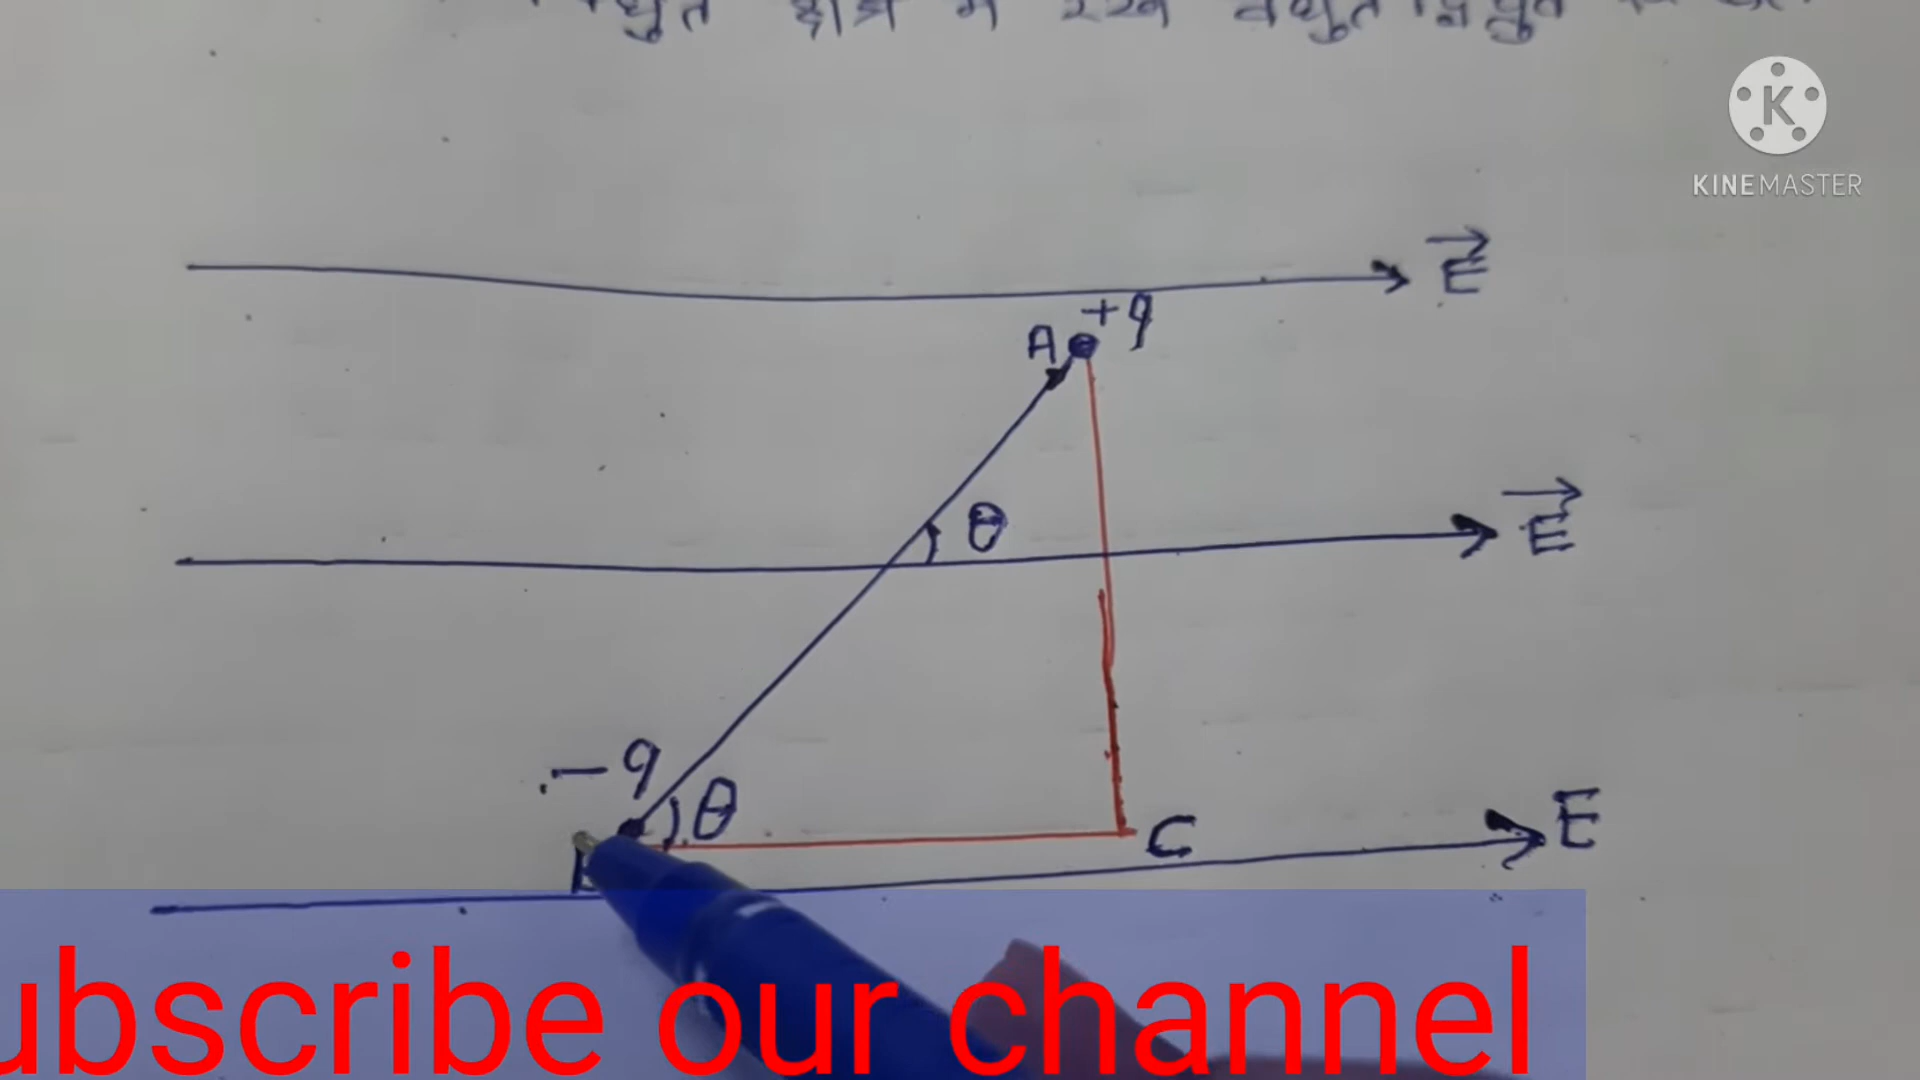 में
K
KINEMASTER
E
+q
A
θ
E
-q
θ
C
E
ubscribe our channel